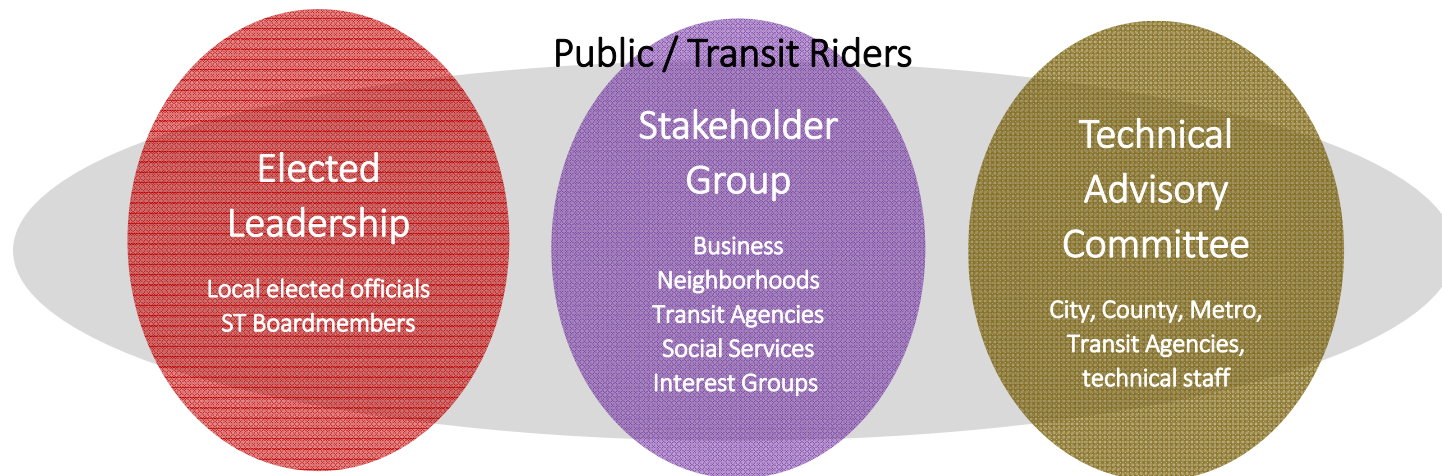 Public / Transit Riders
Elected
Leadership
Local elected officials
ST Boardmembers
Stakeholder
Group
Business
Neighborhoods
Transit Agencies
Social Services
Interest Groups
Technical
Advisory
Committee
City, County, Metro,
Transit Agencies,
technical staff